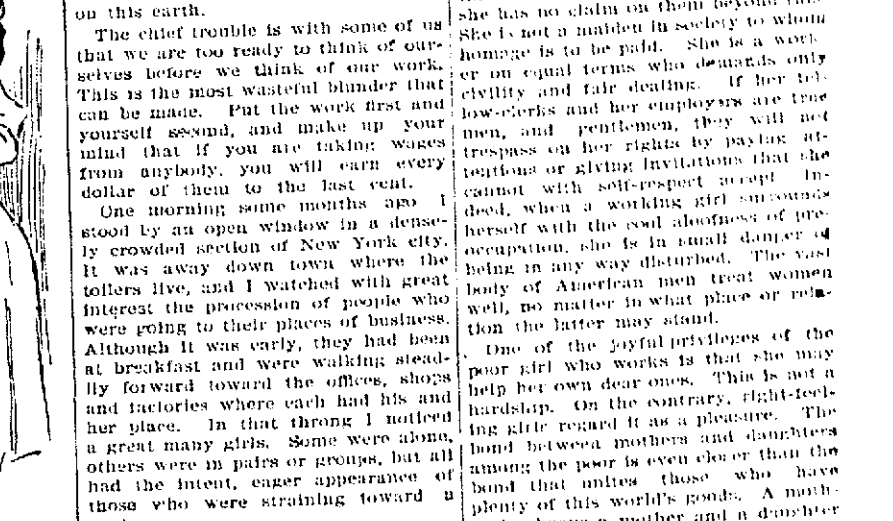 on this earth.
The chief trouble is with some of us
that we are too ready to think of our-
selves before we think of our work.
This is the most wasteful blunder that
can be made. Put the work first and
yourself second, and make up your
mind that if you are taking wages
from anybody, you will earn every
dollar of them to the last cent.
One morning some months ago I
stood by an open window in a dense-
ly crowded section of New York city.
It was away down town where the
toilers live, and I watched with great
interest the procession of people who
were going to their places of business.
Although it was early, they had been
at breakfast and were walking stead-
ily forward toward the offices, shops
and factories where each had his and
her place. In that throng I noticed
a great many girls. Some were alone,
others were in pairs or groups, but all
had the intent, eager appearance of
those who were straining toward a
she has no claim on them beyond
She is not a maiden in society to whom
homage is to be paid. She is a work-
er on equal terms who demands only
civility and fair dealing. If her fel-
low-clerks and her employers are true
men, and gentlemen, they will not
trespass on her rights by paying at-
tentions or giving invitations that she
cannot with self-respect accept. In-
deed, when a working girl surrounds
herself with the cool aloofness of pre-
occupation, she is in small danger of
being in any way disturbed. The vast
body of American men treat women
well, no matter in what place or rela-
tion the latter may stand.
One of the joyful privileges of the
poor girl who works is that she may
help her own dear ones. This is not a
hardship. On the contrary, right-feel-
ing girls regard it as a pleasure. The
bond between mothers and daughters
among the poor is even closer than the
bond that unites those who have
plenty of this world's goods. A moth-
mother and a daughter